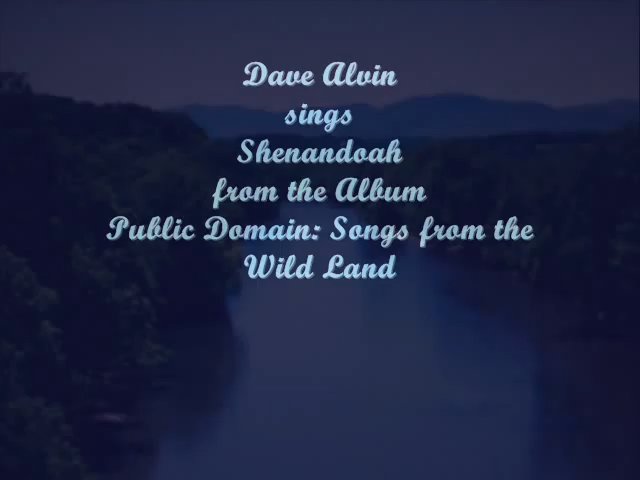 Dave Alvin
sings
Shenandoah
from the Album
Public Domain: Songs from the
Wild Land